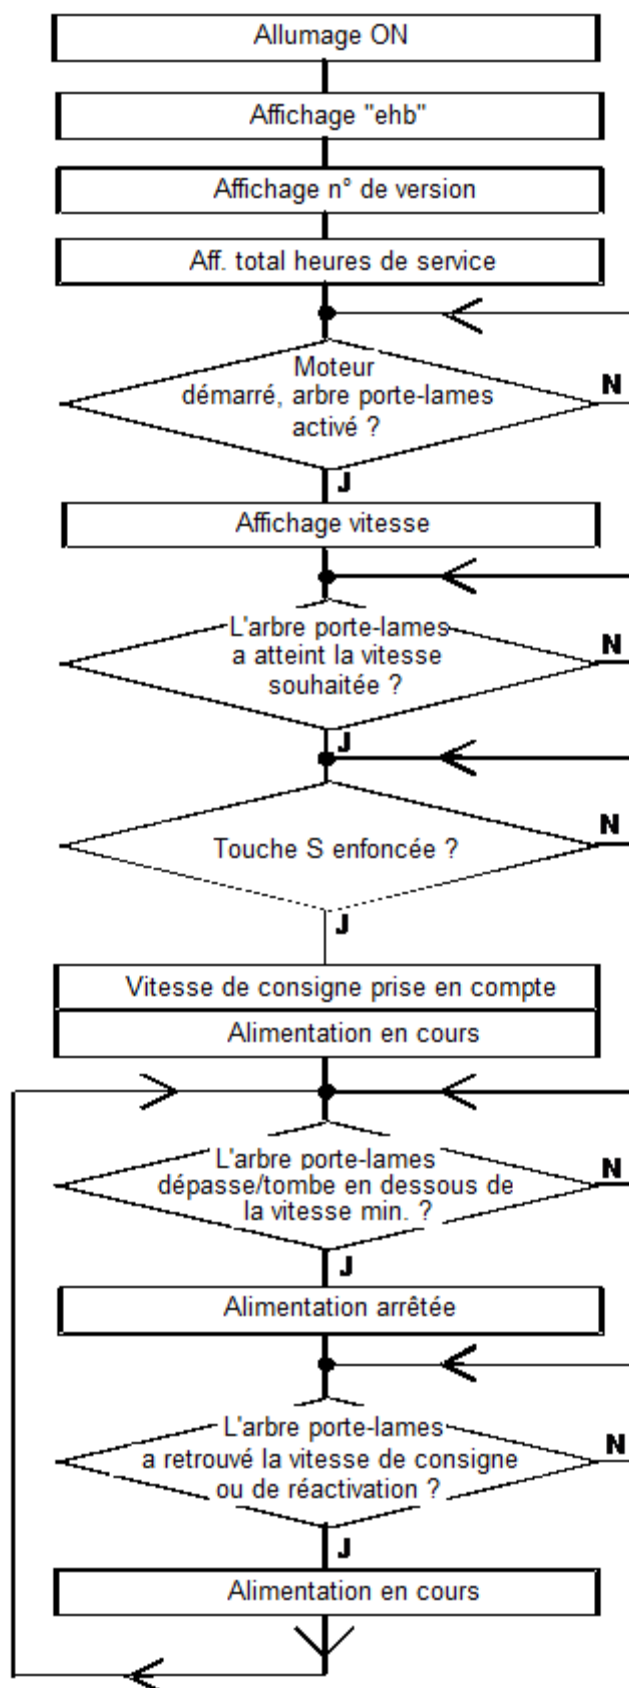 Allumage ON
Affichage "ehb"
Affichage n° de version
Aff. total heures de service
Moteur
démarré, arbre porte-lames
activé ?
N
J
Affichage vitesse
L'arbre porte-lames
a atteint la vitesse
souhaitée ?
N
J
Touche S enfoncée ?
N
J
Vitesse de consigne prise en compte
Alimentation en cours
L'arbre porte-lames
dépasse/tombe en dessous de
la vitesse min. ?
N
J
Alimentation arrêtée
L'arbre porte-lames
a retrouvé la vitesse de consigne
ou de réactivation ?
N
J
Alimentation en cours